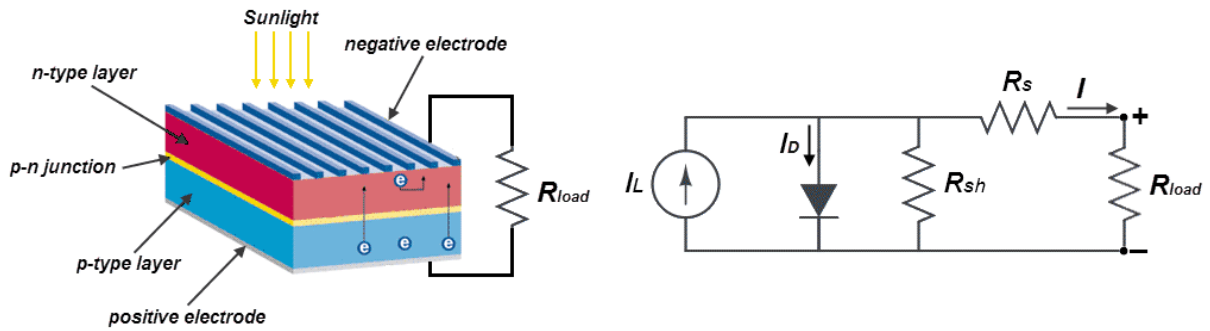 Sunlight
negative electrode
n-type layer
p-n junction
p-type layer
positive electrode
e
e
e
e
Rload
IL
ID
Rsh
Rs
I
+
Rload
−